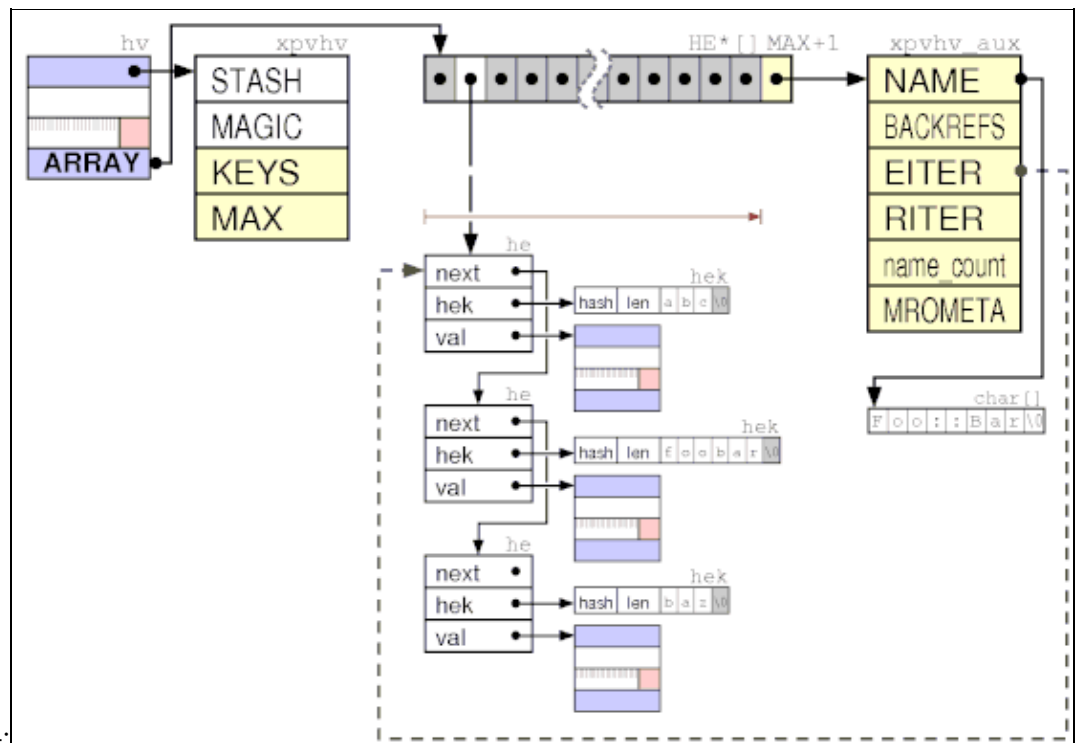 hv
xpvhv
HE*[] MAX+1
xpvhv_aux
STASH
MAGIC
KEYS
MAX
ARRAY
NAME
BACKREFS
EITER
RITER
name_count
MROMETA
he
next
hek
val
hek
hash len a b c \0
he
next
hek
val
hek
hash len f o o b a r \0
he
next
hek
val
hek
hash len b a z \0
char[]
F o o : : B a r \0